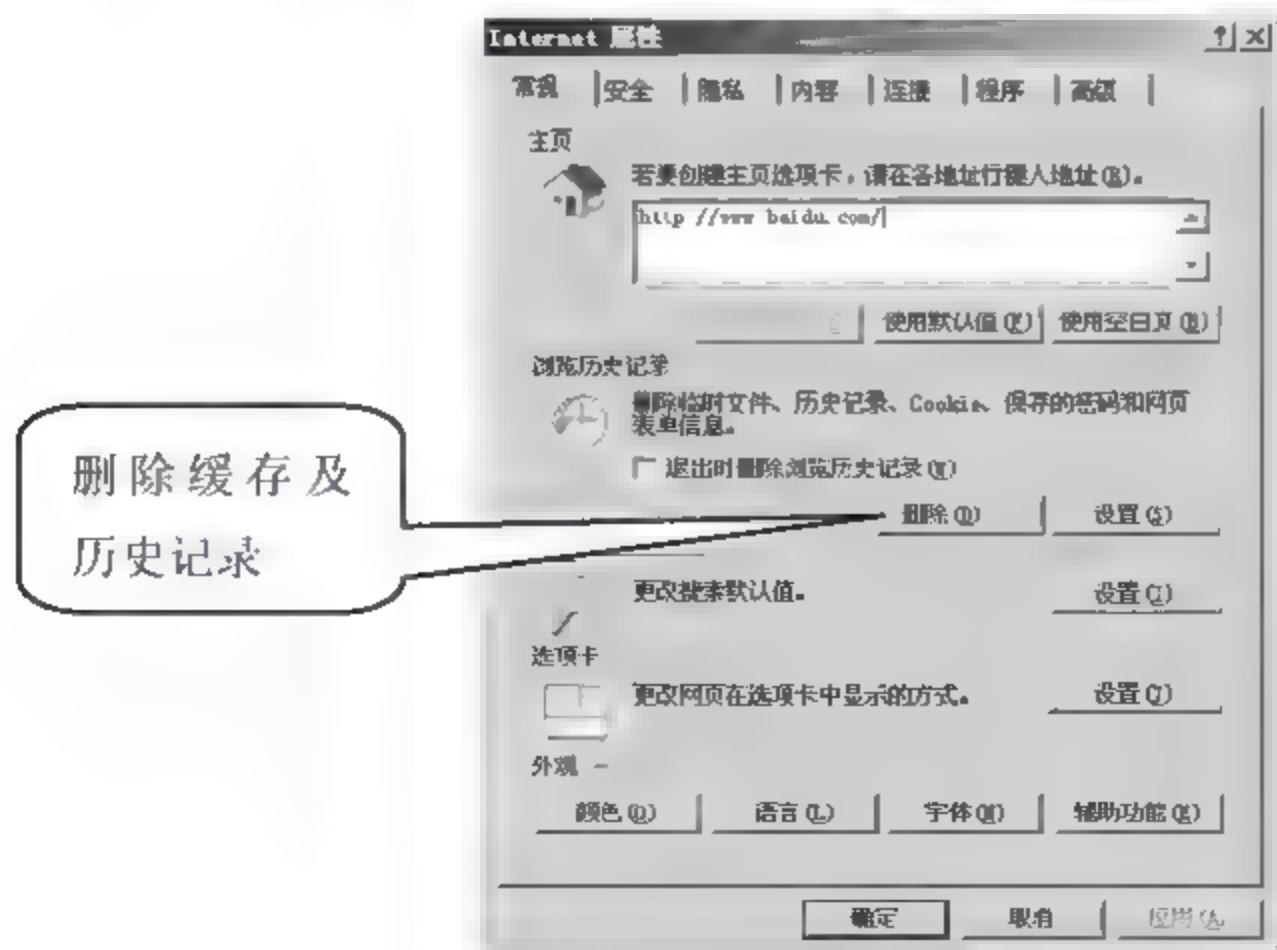 Internet 属性
常规 安全 隐私 内容 连接 程序 高级
主页
若要创建主页选项卡，请在各地址行键入地址(R)。
http //www baidu.com/
使用默认值(F) 使用空白页(B)
浏览历史记录
删除临时文件、历史记录、Cookie、保存的密码和网页
表单信息。
退出时删除浏览历史记录(W)
删除(D) 设置(S)
删除缓存及
历史记录
更改搜索默认值。 设置(I)
选项卡
更改网页在选项卡中显示的方式。 设置(T)
外观
颜色(O) 语言(L) 字体(N) 辅助功能(E)
确定 取消 应用(A)